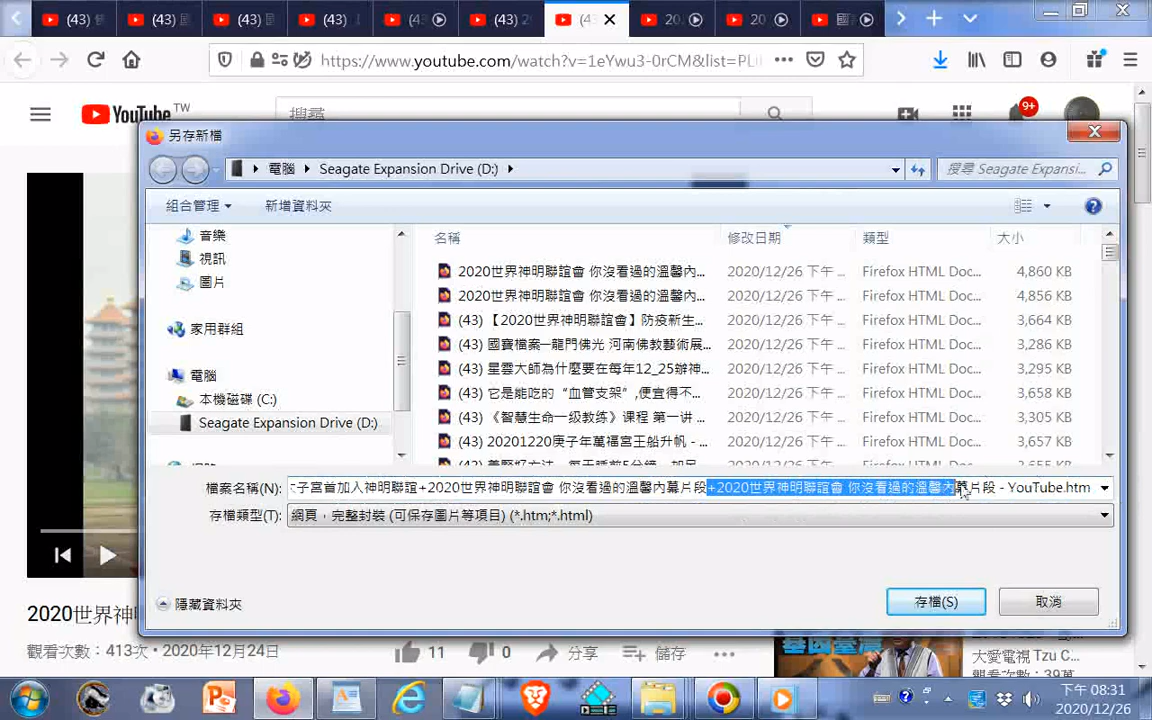 (43)
(43)
(43)
(43)
(43)
(43) 2
(4
20
20
https://www.youtube.com/watch?v=1eYwu3-0rCM&list=PL
YouTube TW
搜尋
9+
另存新檔
電腦
Seagate Expansion Drive (D:)
搜尋 Seagate Expansi...
組合管理
新增資料夾
音樂
視訊
圖片
家用群組
電腦
本機磁碟 (C:)
Seagate Expansion Drive (D:)
名稱
修改日期
類型
大小
2020世界神明聯誼會 你沒看過的溫馨內... 2020/12/26 下午 ... Firefox HTML Doc... 4,860 KB
2020世界神明聯誼會 你沒看過的溫馨內... 2020/12/26 下午 ... Firefox HTML Doc... 4,856 KB
(43) 【2020世界神明聯誼會】防疫新生... 2020/12/26 下午 ... Firefox HTML Doc... 3,664 KB
(43) 國寶檔案─龍門佛光 河南佛教藝術展... 2020/12/26 下午 ... Firefox HTML Doc... 3,286 KB
(43) 星雲大師為什麼要在每年12_25辦神... 2020/12/26 下午 ... Firefox HTML Doc... 3,295 KB
(43) 它是能吃的“血管支架”,便宜得不... 2020/12/26 下午 ... Firefox HTML Doc... 3,658 KB
(43) 《智慧生命一级教练》课程 第一讲 ... 2020/12/26 下午 ... Firefox HTML Doc... 3,305 KB
(43) 20201220庚子年萬福宮王船升帆 - ... 2020/12/26 下午 ... Firefox HTML Doc... 3,657 KB
檔案名稱(N):
子宮首加入神明聯誼+2020世界神明聯誼會 你沒看過的溫馨內幕片段+2020世界神明聯誼會 你沒看過的溫馨內幕片段 - YouTube.htm
存檔類型(T):
網頁，完整封裝 (可保存圖片等項目) (*.htm;*.html)
隱藏資料夾
存檔(S)
取消
2020世界神明
觀看次數：413次 • 2020年12月24日
11
0
分享
儲存
大愛電視 Tzu C...
下午 08:31
2020/12/26